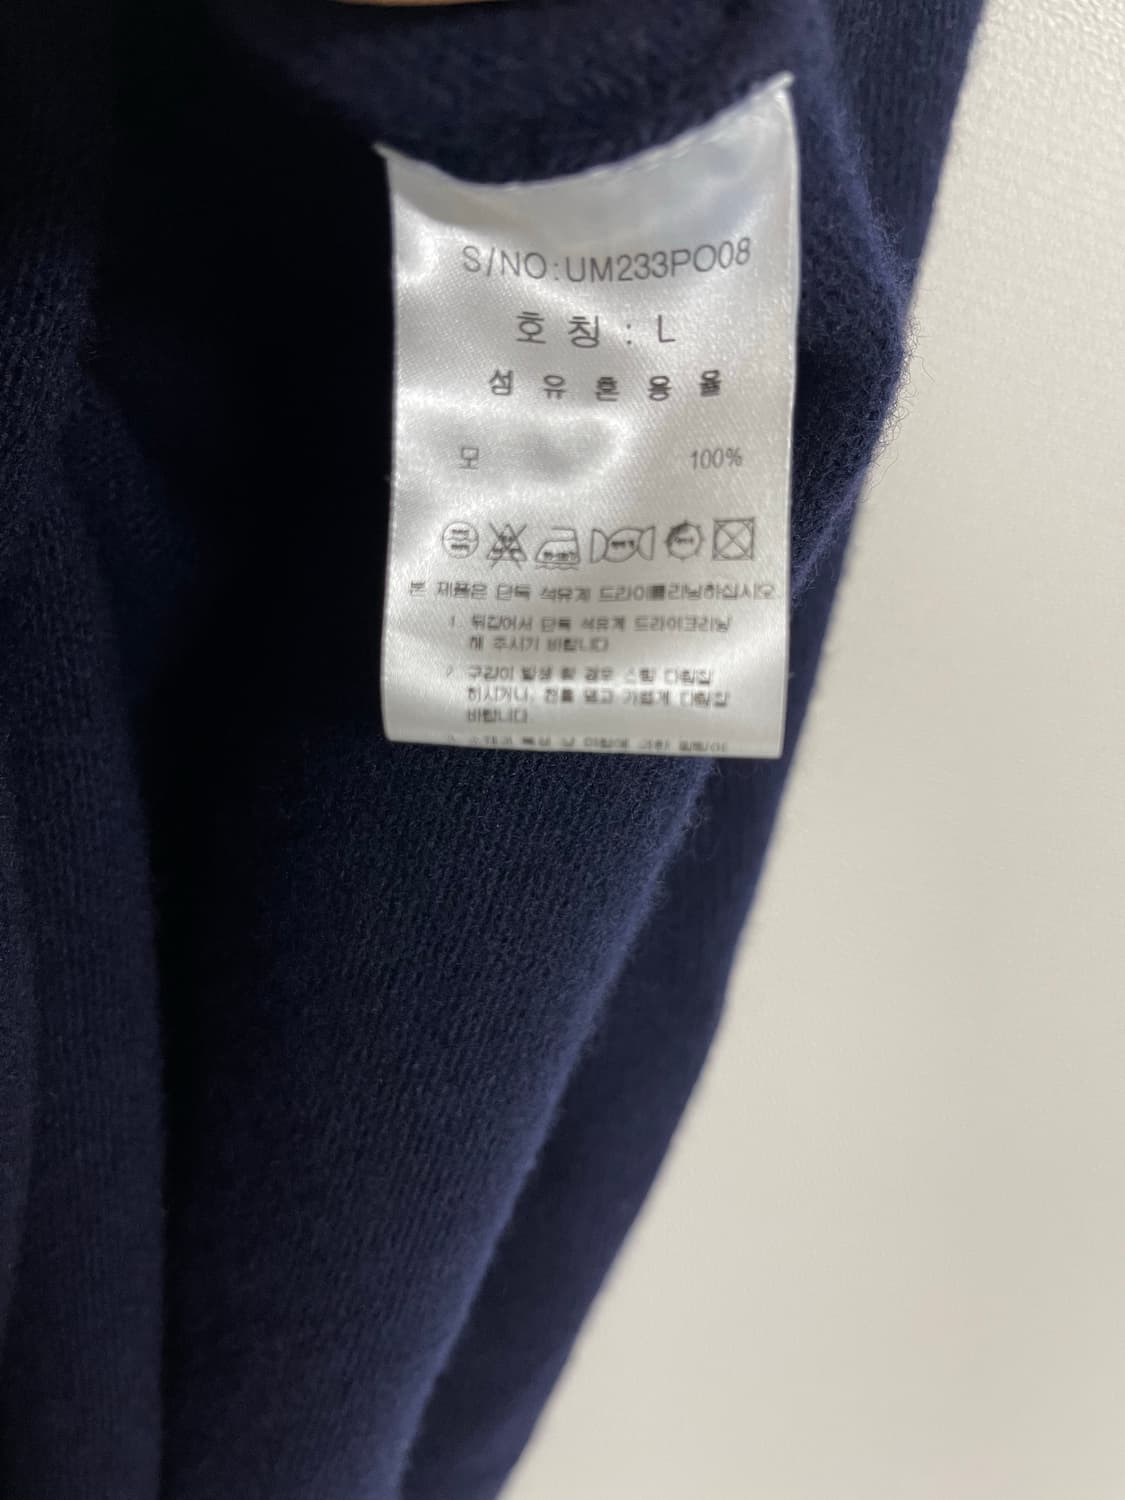 S/NO:UM233PO08
호 칭 : L
섬 유 혼 용 율
모 100%
본 제품은 단독 석유계 드라이클리닝하십시오.
1. 뒤집어서 단독 석유계 드라이크리닝
해 주시기 바랍니다
2. 구김이 발생 할 경우 스팀 다림질
하시거나, 천을 덮고 가볍게 다림질
바랍니다.